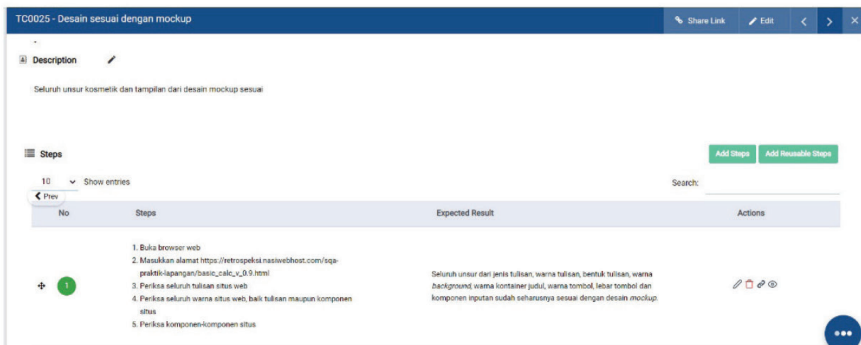 TC0025 - Desain sesuai dengan mockup
Share Link
Edit
Description
Seluruh unsur kosmetik dan tampilan dari desain mockup sesuai
Steps
Add Steps
Add Reusable Steps
10 Show entries
Search:
Prev
No Steps Expected Result Actions
1
1. Buka browser web
2. Masukkan alamat https://retrospeksi.nasiwebhost.com/sqa-
praktik-lapangan/basic_calc_v_0.9.html
3. Periksa seluruh tulisan situs web
4. Periksa seluruh warna situs web, baik tulisan maupun komponen
situs
5. Periksa komponen-komponen situs
Seluruh unsur dari jenis tulisan, warna tulisan, bentuk tulisan, warna
background, warna kontainer judul, warna tombol, lebar tombol dan
komponen inputan sudah seharusnya sesuai dengan desain mockup.